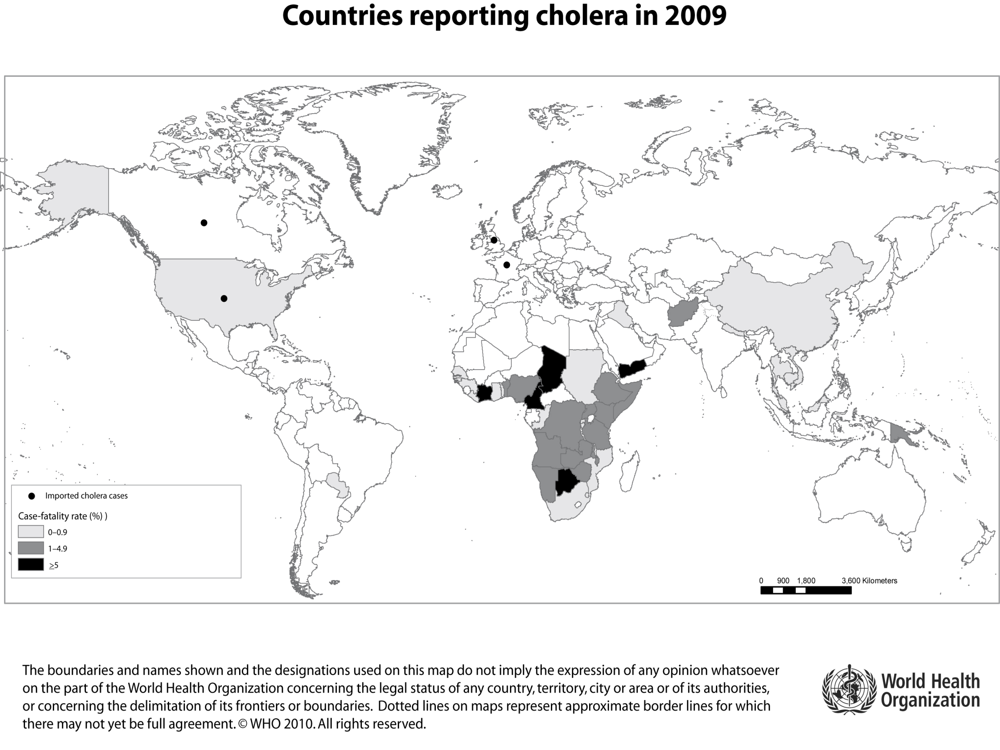 Countries reporting cholera in 2009
Imported cholera cases
Case-fatality rate (%) )
0–0.9
1–4.9
≥5
0 900 1,800 3,600 Kilometers
The boundaries and names shown and the designations used on this map do not imply the expression of any opinion whatsoever
on the part of the World Health Organization concerning the legal status of any country, territory, city or area or of its authorities,
or concerning the delimitation of its frontiers or boundaries. Dotted lines on maps represent approximate border lines for which
there may not yet be full agreement. © WHO 2010. All rights reserved.
World Health
Organization